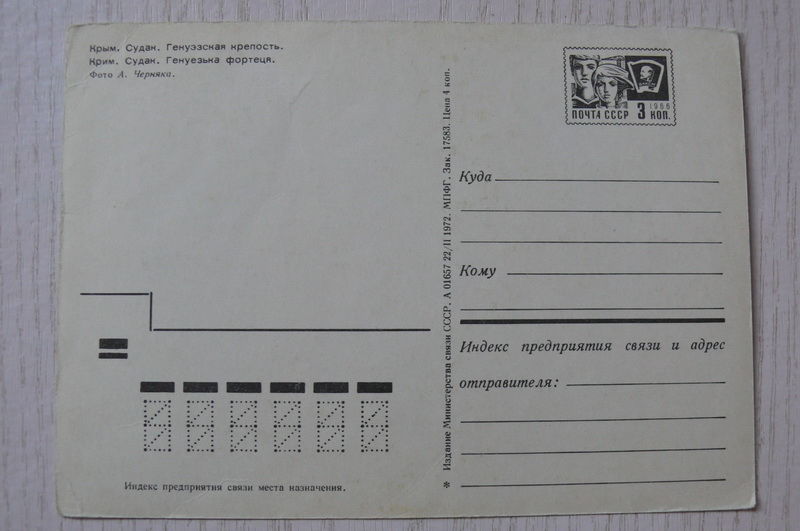 Крым. Судак. Генуэзская крепость.
Крим. Судак. Генуезька фортеця.
Фото А. Черняка.
1966
ПОЧТА СССР 3 КОП.
Куда
Кому
Индекс предприятия связи и адрес
отправителя:
* Издание Министерства связи СССР. А 01657 22/II 1972. МПФГ. Зак. 17583. Цена 4 коп.
Индекс предприятия связи места назначения.